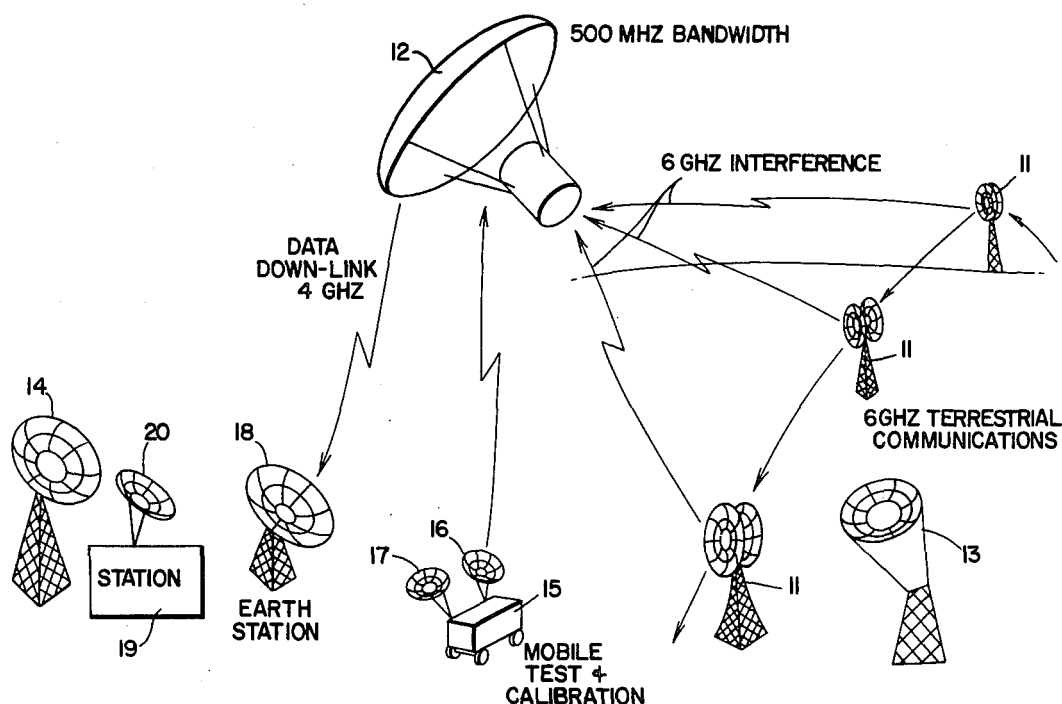 500 MHZ BANDWIDTH
12
6 GHZ INTERFERENCE
11
DATA
DOWN-LINK
4 GHZ
11
14
20
18
6GHZ TERRESTRIAL
COMMUNICATIONS
17
16
15
13
STATION
11
19
EARTH
STATION
MOBILE
TEST &
CALIBRATION